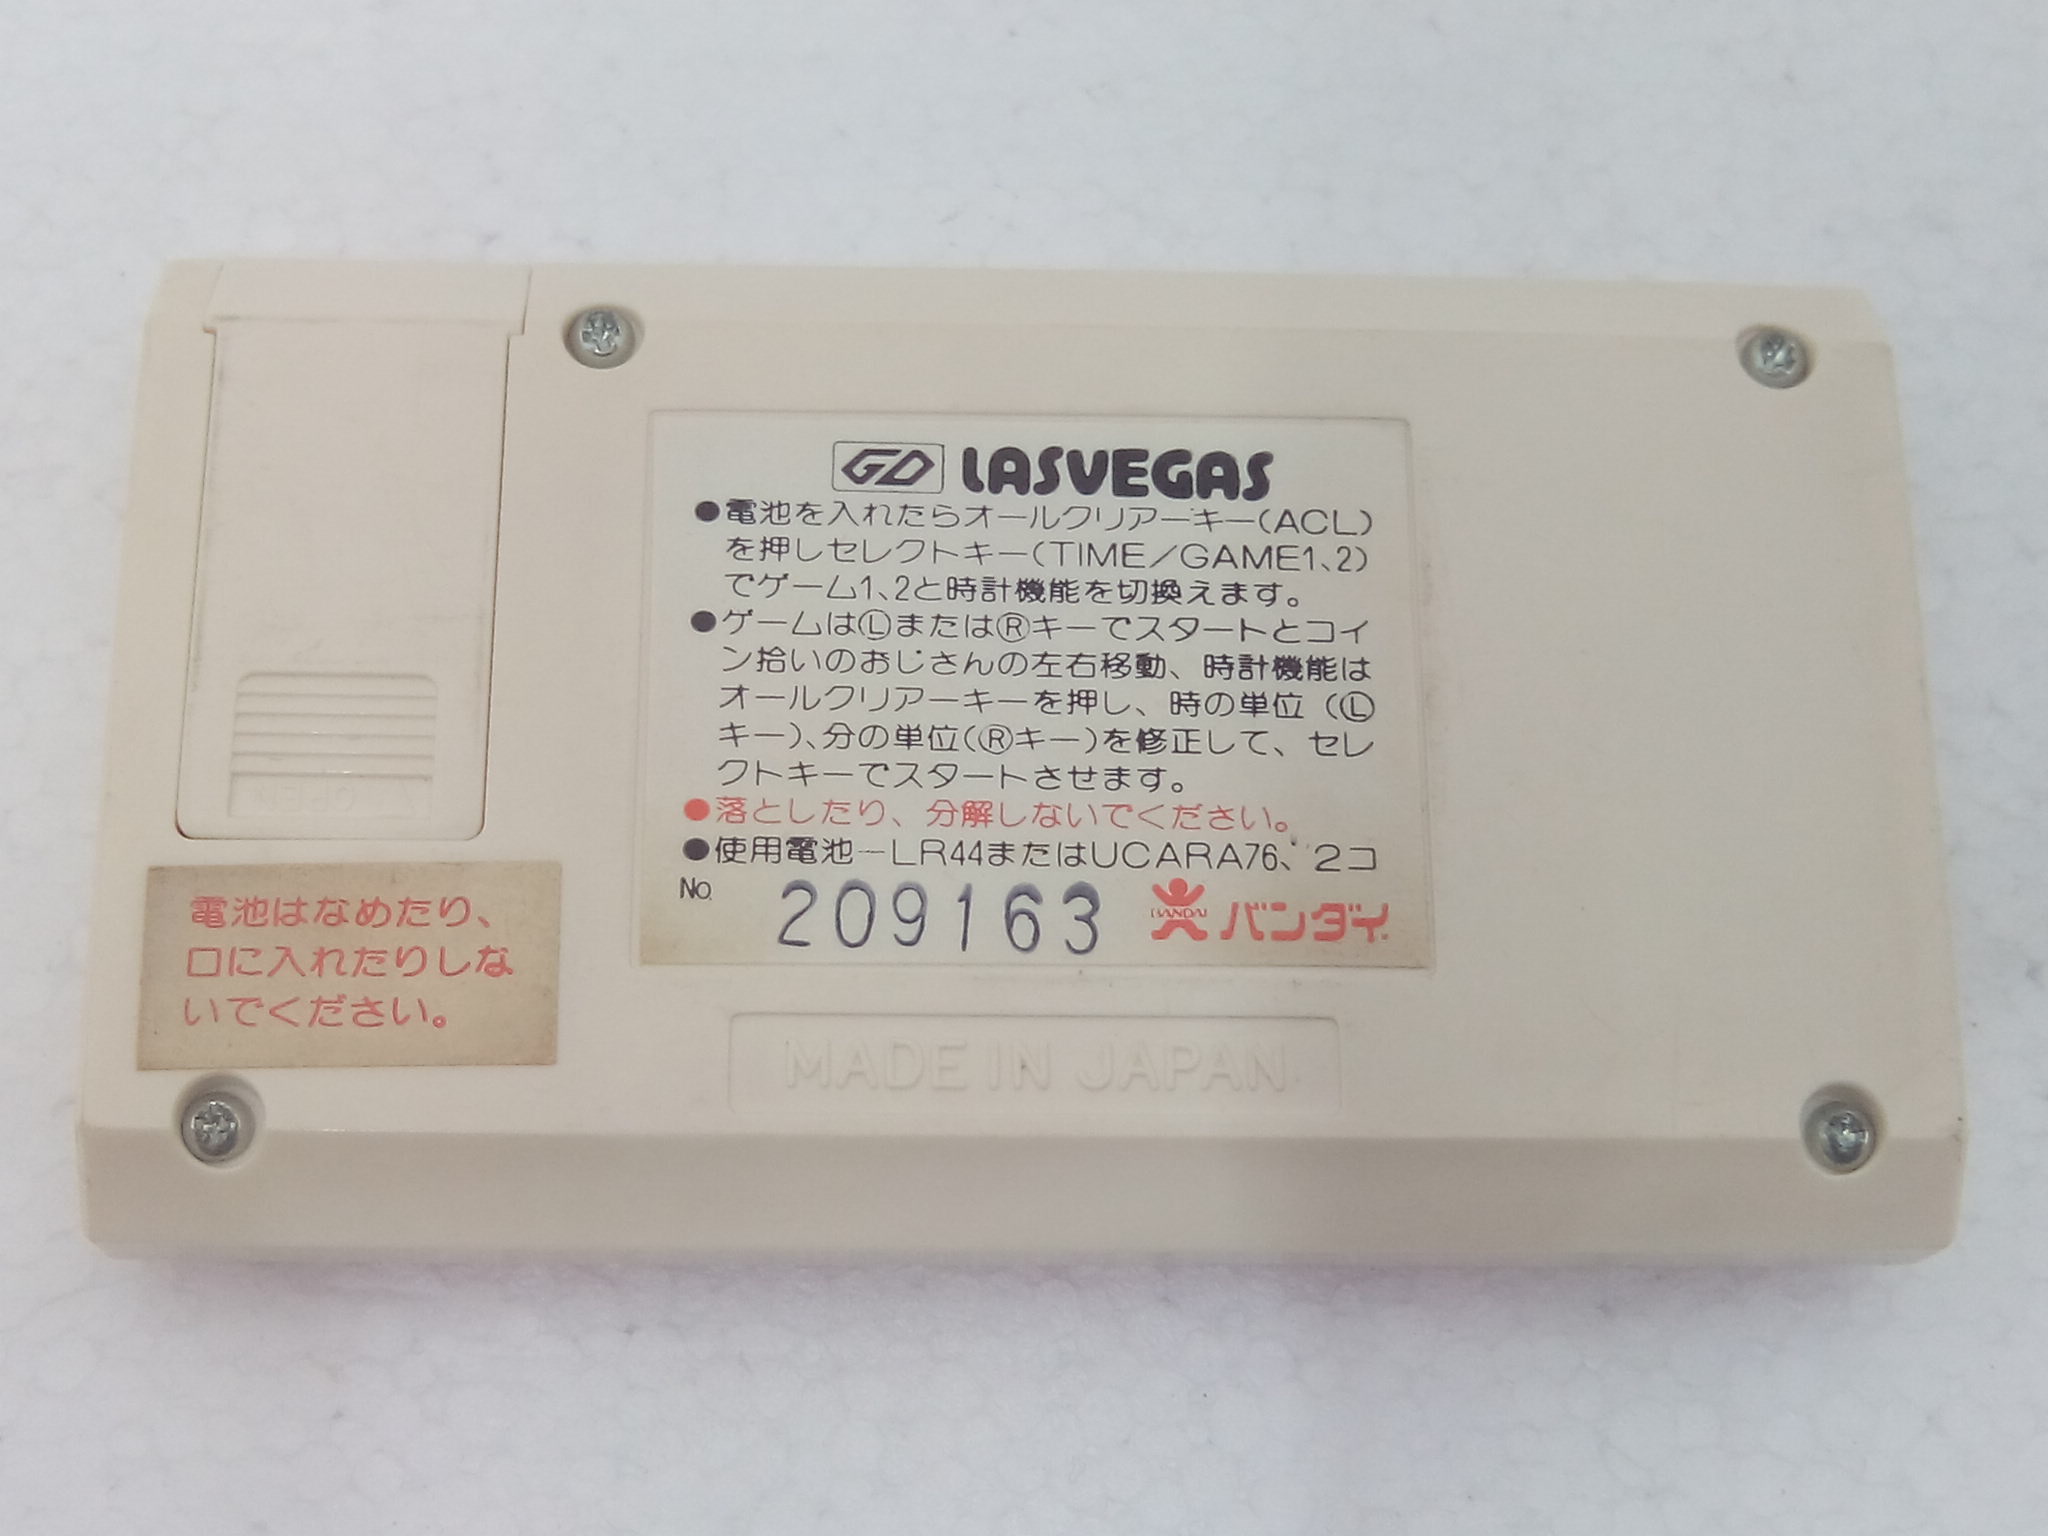 GD LASVEGAS
●電池を入れたらオールクリアーキー(ACL)
を押しセレクトキー(TIME/GAME1、2)
でゲーム1、2と時計機能を切換えます。
●ゲームはⓁまたはⓇキーでスタートとコイ
ン拾いのおじさんの左右移動、時計機能は
オールクリアーキーを押し、時の単位(Ⓛ
キー)、分の単位(Ⓡキー)を修正して、セレ
クトキーでスタートさせます。
●落としたり、分解しないでください。
●使用電池—LR44またはUCARA76、2コ
No. 209163 BANDAI バンダイ
OPEN
電池はなめたり、
口に入れたりしな
いでください。
MADE IN JAPAN